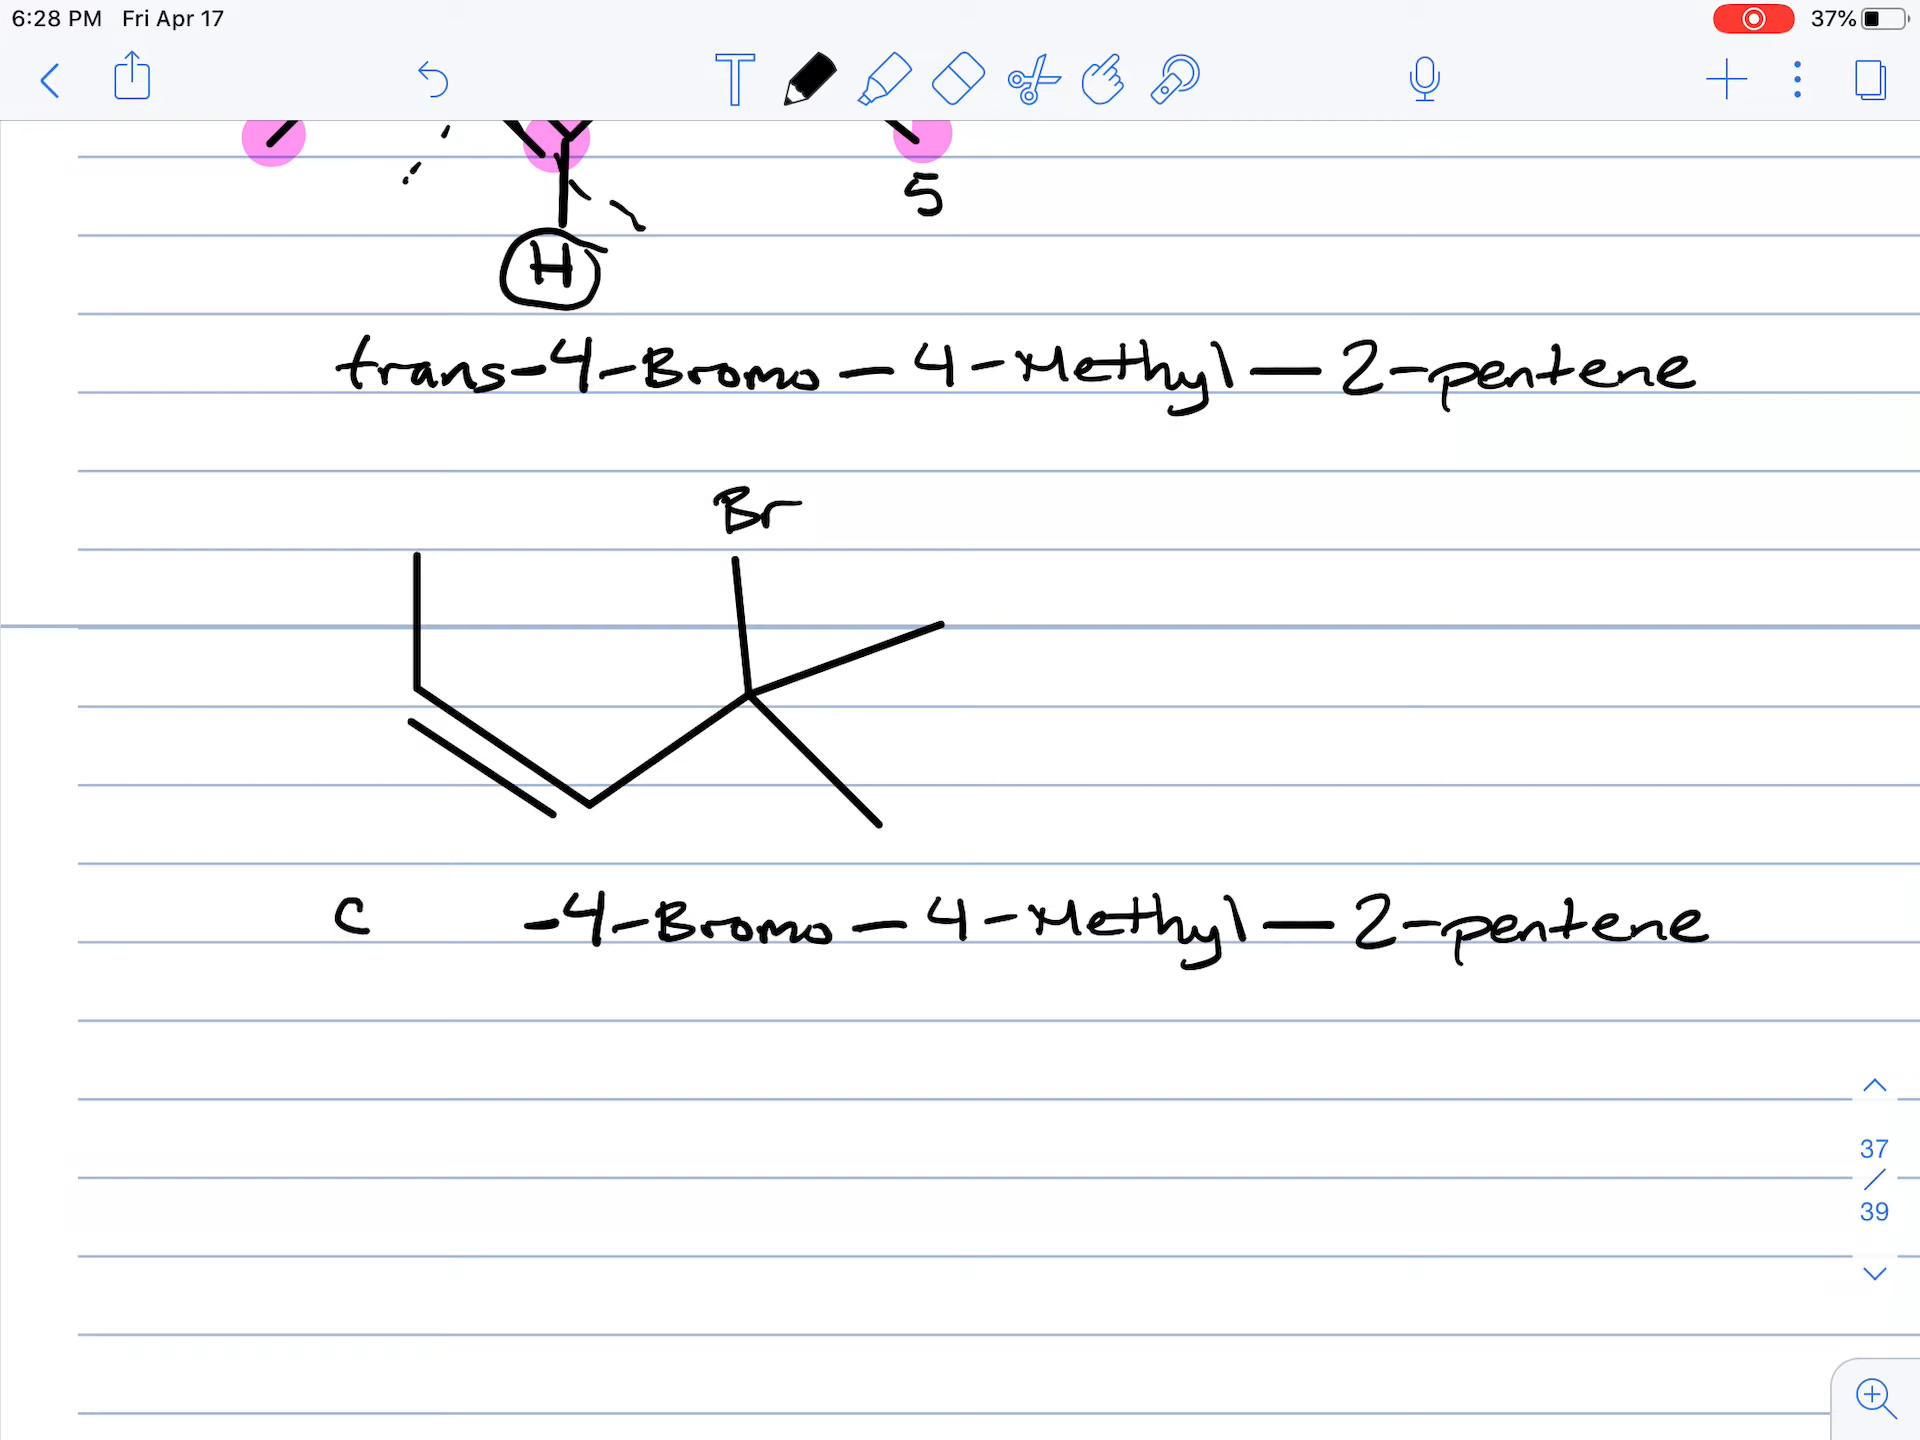 6:28 PM Fri Apr 17 37%
T
5
H
trans-4-Bromo-4-Methyl-2-pentene
Br
C -4-Bromo-4-Methyl-2-pentene
37
/
39